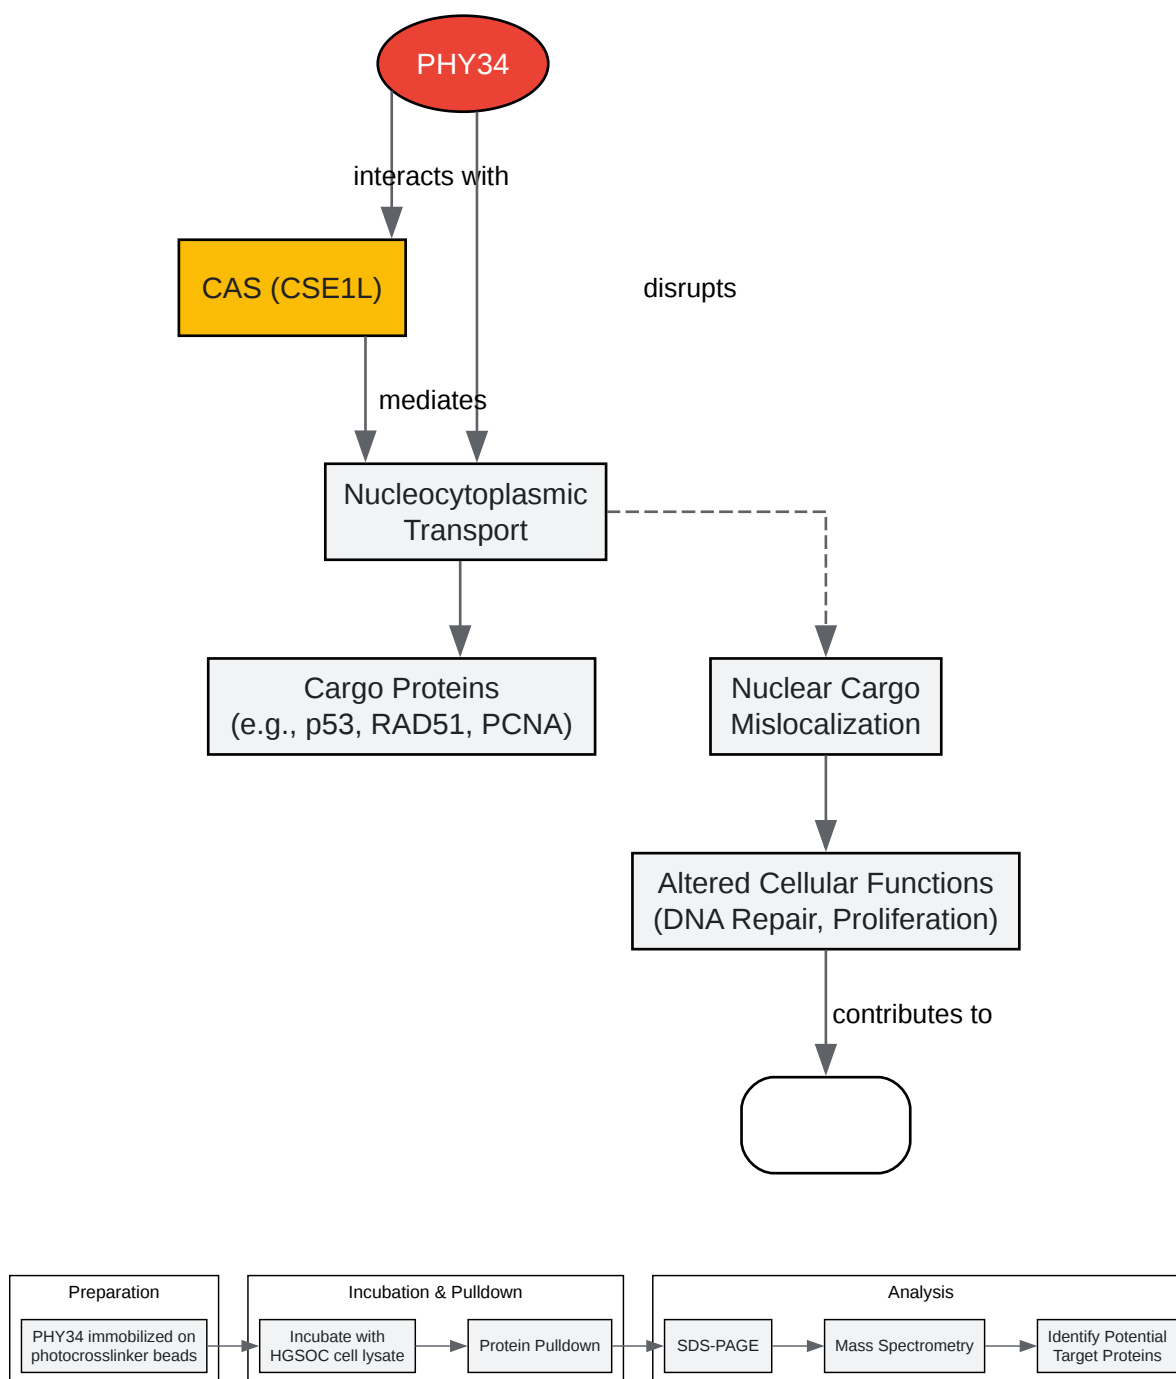 PHY34
interacts with
CAS (CSE1L)
disrupts
mediates
Nucleocytoplasmic
Transport
Cargo Proteins
(e.g., p53, RAD51, PCNA)
Nuclear Cargo
Mislocalization
Altered Cellular Functions
(DNA Repair, Proliferation)
contributes to
Preparation
PHY34 immobilized on
photocrosslinker beads
Incubation & Pulldown
Incubate with
HGSOC cell lysate
Protein Pulldown
Analysis
SDS-PAGE
Mass Spectrometry
Identify Potential
Target Proteins